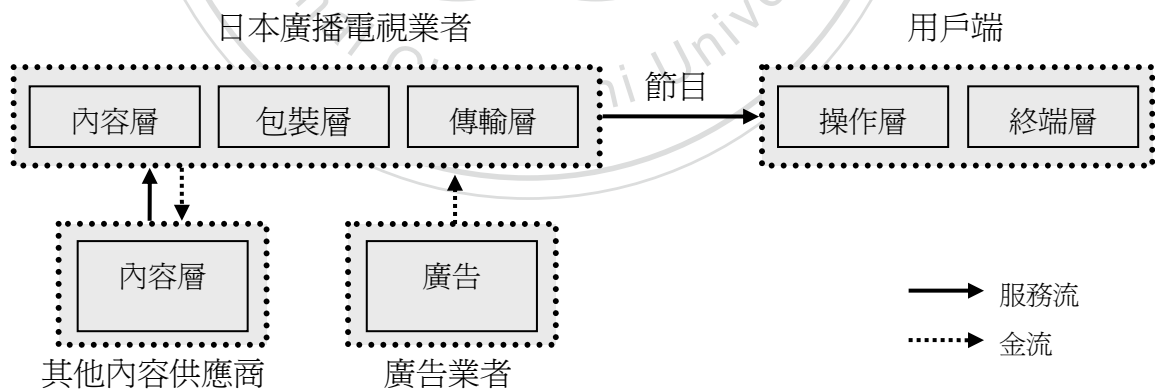 日本廣播電視業者
用戶端
內容層
包裝層
傳輸層
節目
操作層
終端層
內容層
廣告
服務流
金流
其他內容供應商
廣告業者